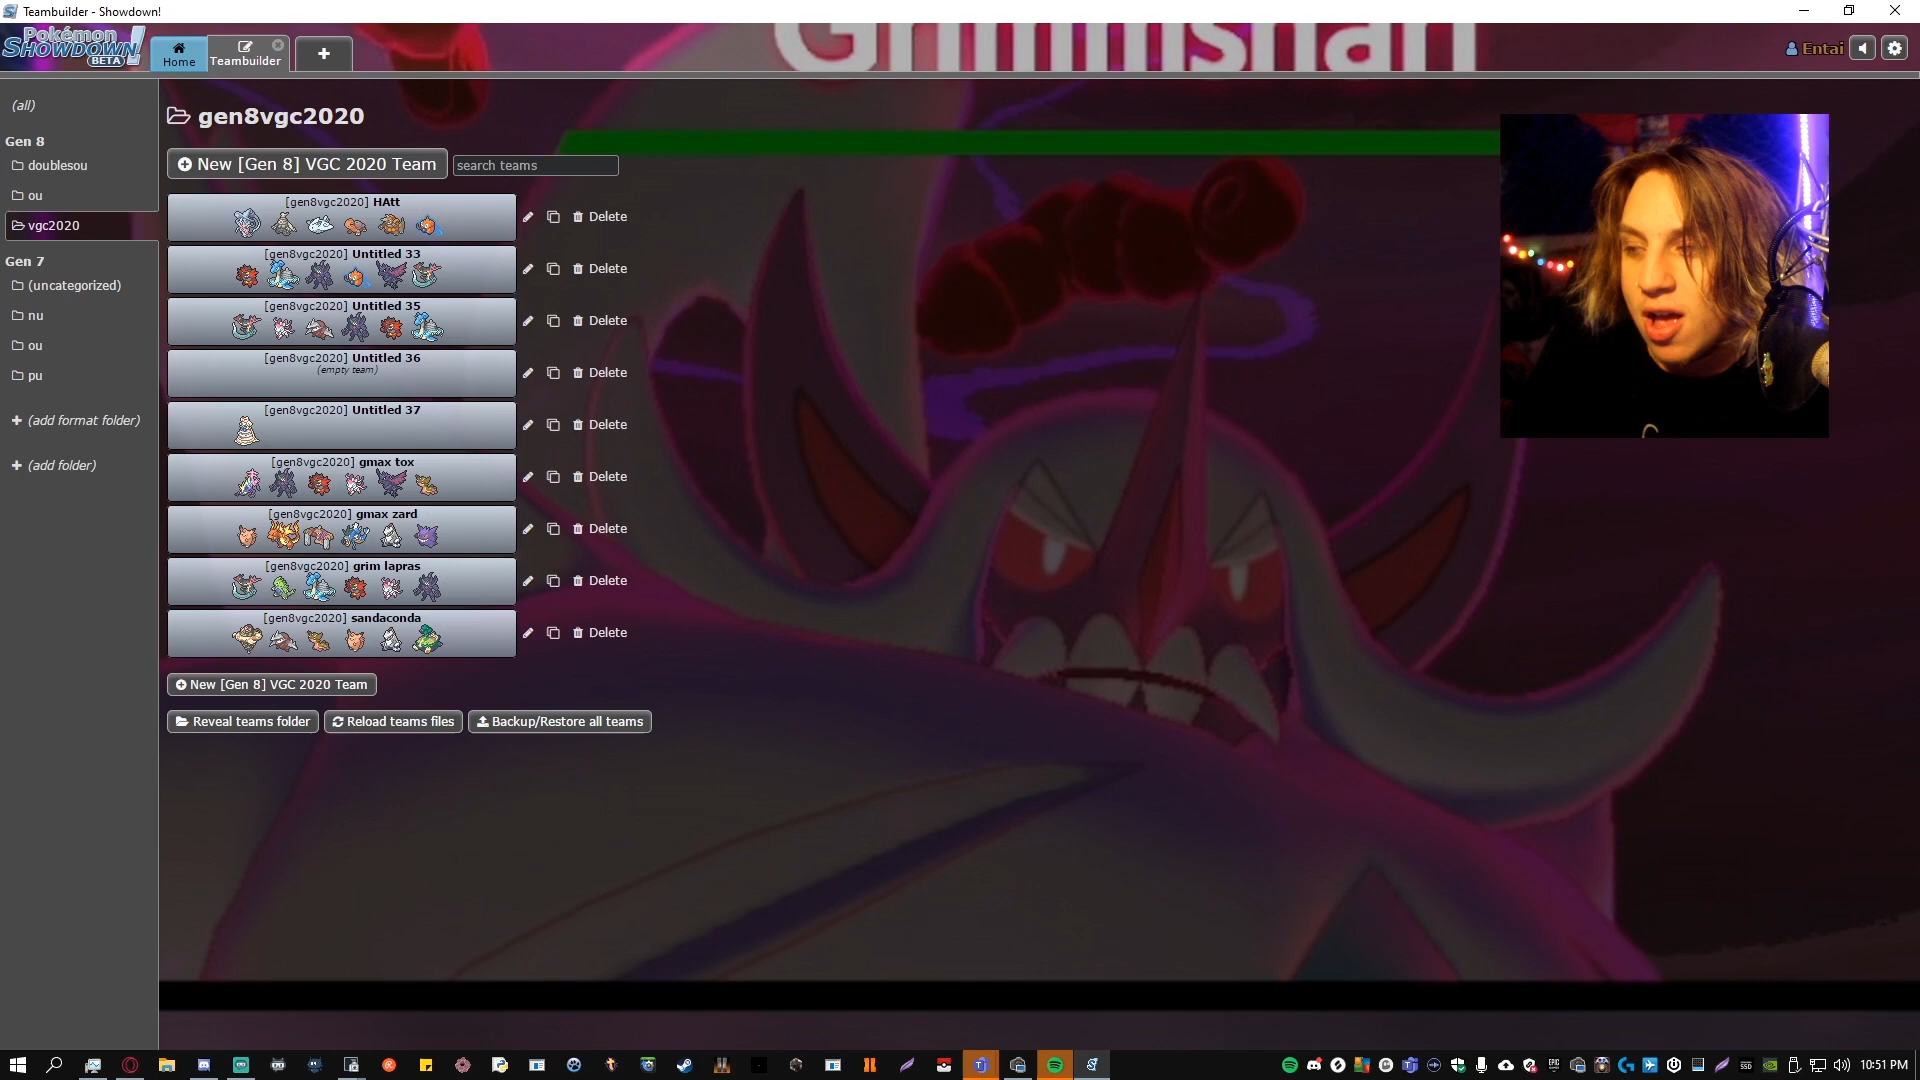 Teambuilder - Showdown!
Pokémon
SHOWDOWN!
BETA
Home
Teambuilder
Entai
(all)
Gen 8
doublesou
ou
vgc2020
Gen 7
(uncategorized)
nu
ou
pu
(add format folder)
(add folder)
gen8vgc2020
New [Gen 8] VGC 2020 Team
search teams
[gen8vgc2020] HAtt
Delete
[gen8vgc2020] Untitled 33
Delete
[gen8vgc2020] Untitled 35
Delete
[gen8vgc2020] Untitled 36
(empty team)
Delete
[gen8vgc2020] Untitled 37
Delete
[gen8vgc2020] gmax tox
Delete
[gen8vgc2020] gmax zard
Delete
[gen8vgc2020] grim lapras
Delete
[gen8vgc2020] sandaconda
Delete
New [Gen 8] VGC 2020 Team
Reveal teams folder
Reload teams files
Backup/Restore all teams
10:51 PM